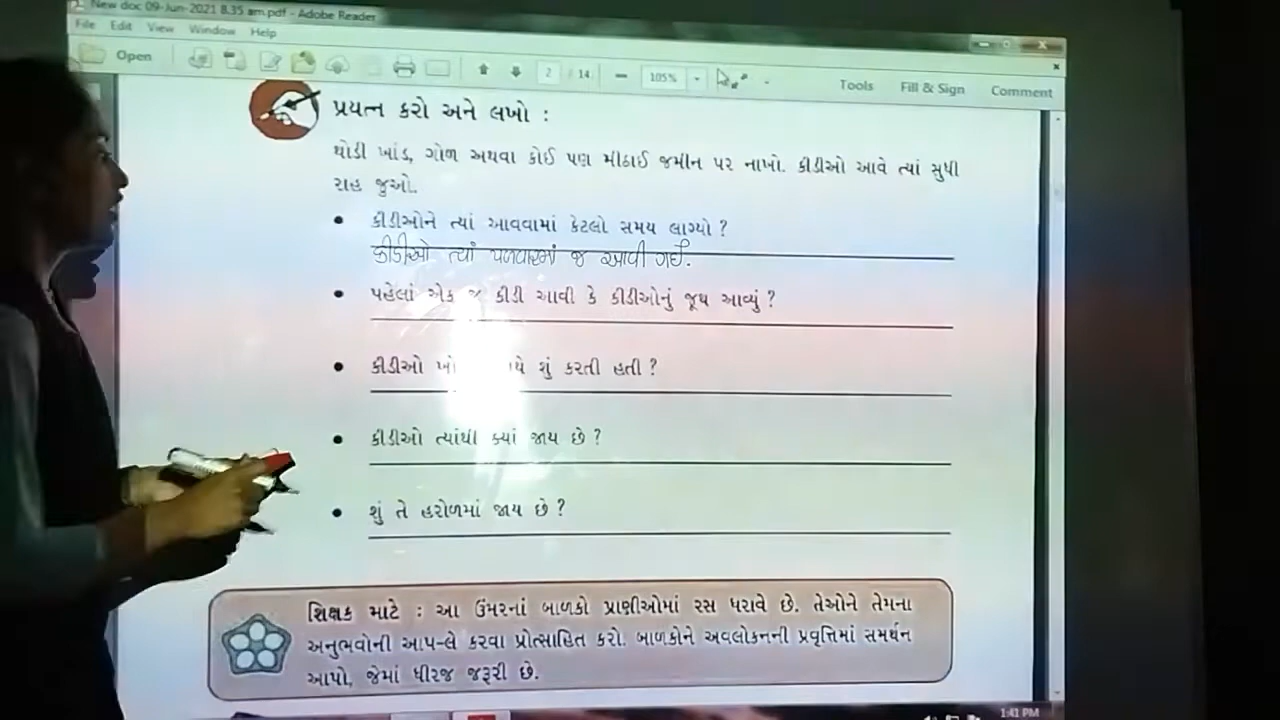 New doc 09-Jun-2021 8.35 am.pdf - Adobe Reader
File Edit View Window Help
Open 2 / 14 105% Tools Fill & Sign Comment
પ્રયત્ન કરો અને લખો :
થોડી ખાંડ, ગોળ અથવા કોઈ પણ મીઠાઈ જમીન પર નાખો. કીડીઓ આવે ત્યાં સુધી
રાહ જુઓ.
• કીડીઓને ત્યાં આવવામાં કેટલો સમય લાગ્યો ?
કીડીઓ ત્યાં પળવારમાં જ આવી ગઈ.
• પહેલાં એક જ કીડી આવી કે કીડીઓનું જૂથ આવ્યું ?
• કીડીઓ શું કરતી હતી ?
• કીડીઓ ત્યાંથી ક્યાં જાય છે ?
• શું તે હરોળમાં જાય છે ?
શિક્ષક માટે : આ ઉંમરનાં બાળકો પ્રાણીઓમાં રસ ધરાવે છે. તેઓને તેમના
અનુભવોની આપ-લે કરવા પ્રોત્સાહિત કરો. બાળકોને અવલોકનની પ્રવૃત્તિમાં સમર્થન
આપો, જેમાં ધીરજ જરૂરી છે.
1:41 PM